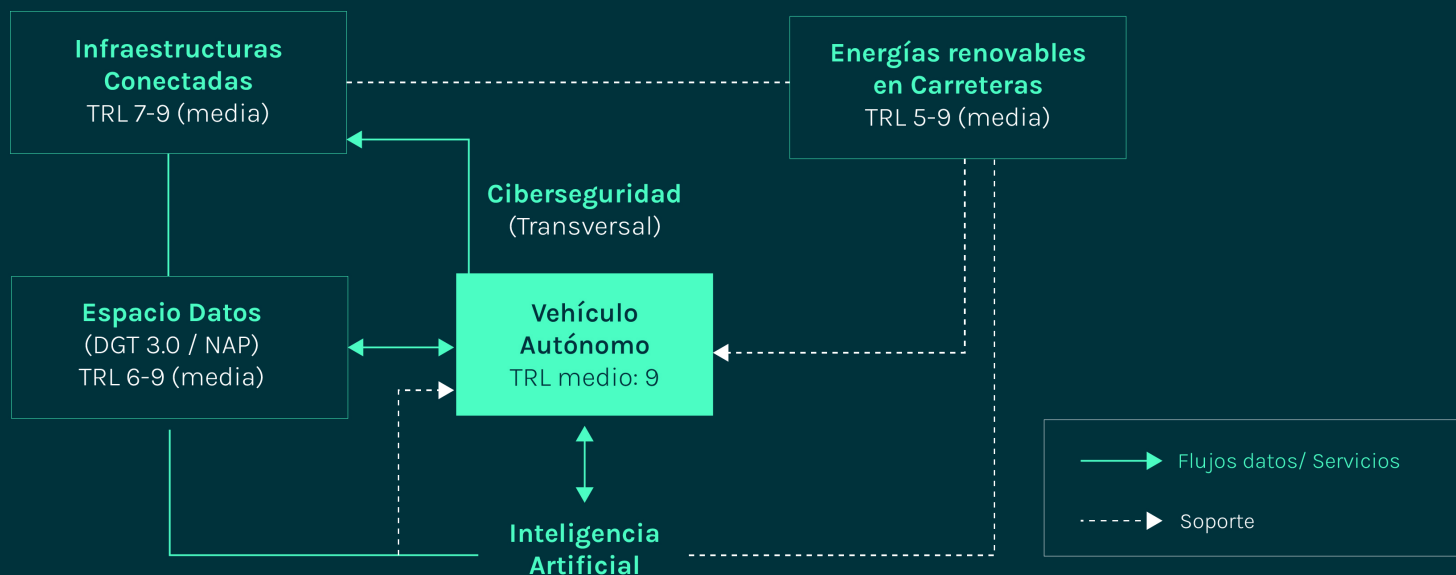 Infraestructuras
Conectadas
TRL 7-9 (media)
Energías renovables
en Carreteras
TRL 5-9 (media)
Ciberseguridad
(Transversal)
Espacio Datos
(DGT 3.0 / NAP)
TRL 6-9 (media)
Vehículo
Autónomo
TRL medio: 9
Flujos datos/ Servicios
Soporte
Inteligencia
Artificial